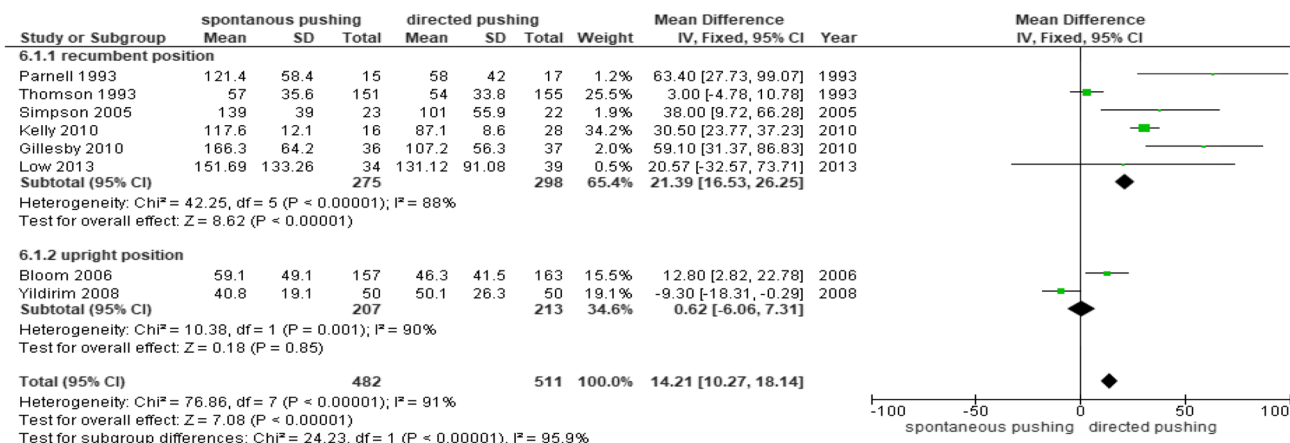 spontanous pushing directed pushing Mean Difference Mean Difference
Study or Subgroup Mean SD Total Mean SD Total Weight IV, Fixed, 95% CI Year IV, Fixed, 95% CI
6.1.1 recumbent position
Parnell 1993 121.4 58.4 15 58 42 17 1.2% 63.40 [27.73, 99.07] 1993
Thomson 1993 57 35.6 151 54 33.8 155 25.5% 3.00 [-4.78, 10.78] 1993
Simpson 2005 139 39 23 101 55.9 22 1.9% 38.00 [9.72, 66.28] 2005
Kelly 2010 117.6 12.1 16 87.1 8.6 28 34.2% 30.50 [23.77, 37.23] 2010
Gillesby 2010 166.3 64.2 36 107.2 56.3 37 2.0% 59.10 [31.37, 86.83] 2010
Low 2013 151.69 133.26 34 131.12 91.08 39 0.5% 20.57 [-32.57, 73.71] 2013
Subtotal (95% CI) 275 298 65.4% 21.39 [16.53, 26.25]
Heterogeneity: Chi² = 42.25, df = 5 (P < 0.00001); I² = 88%
Test for overall effect: Z = 8.62 (P < 0.00001)
6.1.2 upright position
Bloom 2006 59.1 49.1 157 46.3 41.5 163 15.5% 12.80 [2.82, 22.78] 2006
Yildirim 2008 40.8 19.1 50 50.1 26.3 50 19.1% -9.30 [-18.31, -0.29] 2008
Subtotal (95% CI) 207 213 34.6% 0.62 [-6.06, 7.31]
Heterogeneity: Chi² = 10.38, df = 1 (P = 0.001); I² = 90%
Test for overall effect: Z = 0.18 (P = 0.85)
Total (95% CI) 482 511 100.0% 14.21 [10.27, 18.14]
Heterogeneity: Chi² = 76.86, df = 7 (P < 0.00001); I² = 91%
Test for overall effect: Z = 7.08 (P < 0.00001)
Test for subgroup differences: Chi² = 24.23, df = 1 (P < 0.00001), I² = 95.9%
-100 -50 0 50 100
spontaneous pushing directed pushing